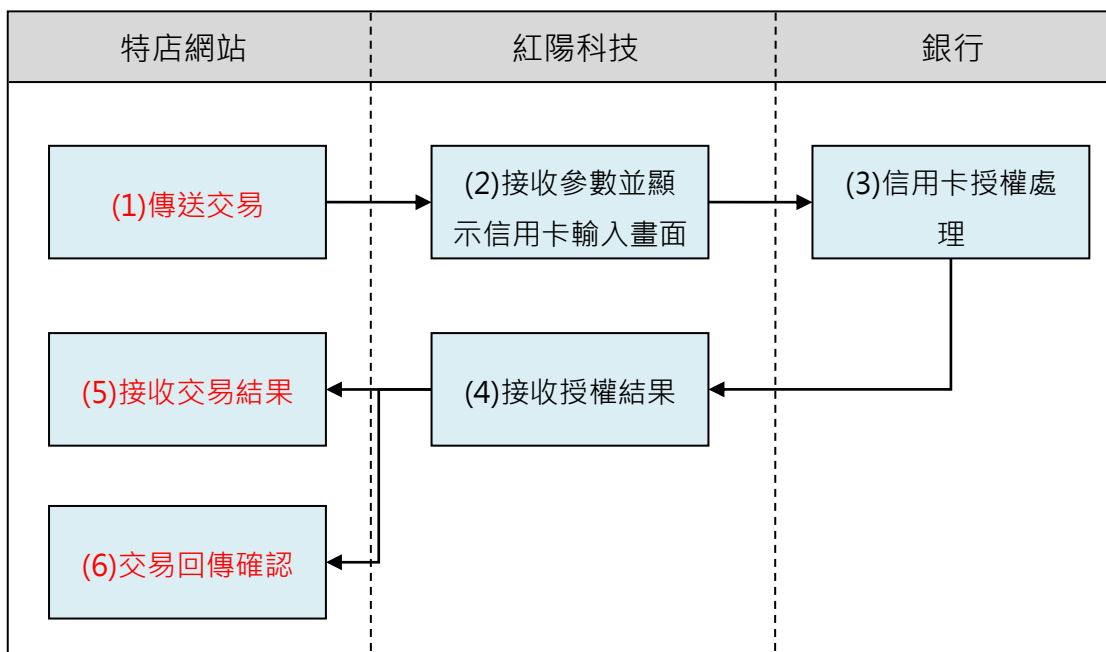 特店網站
紅陽科技
銀行
(1)傳送交易
(2)接收參數並顯
示信用卡輸入畫面
(3)信用卡授權處
理
(5)接收交易結果
(4)接收授權結果
(6)交易回傳確認